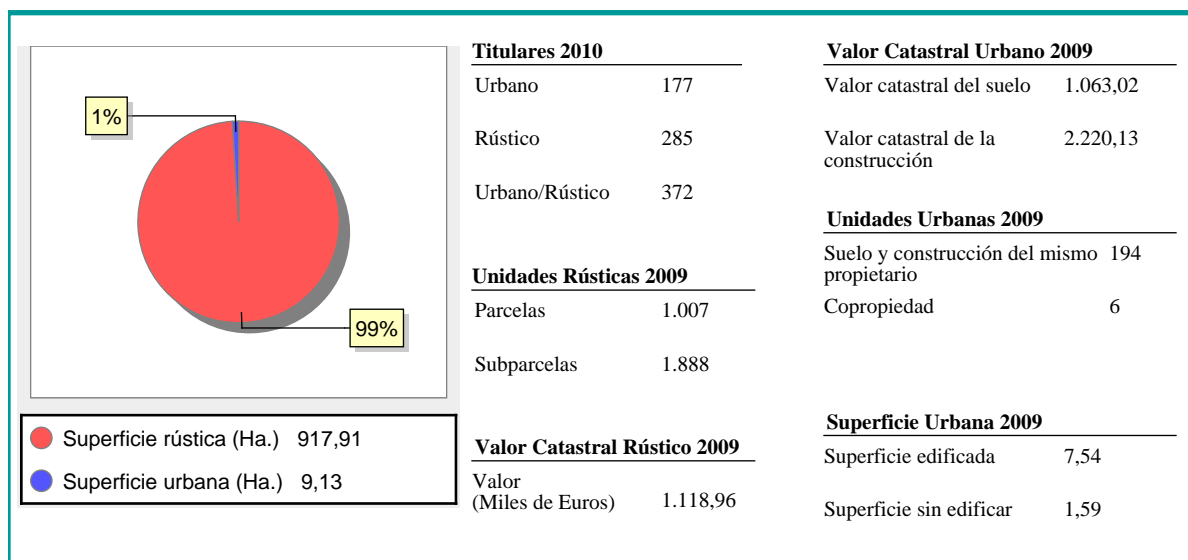 1%
99%
Superficie rústica (Ha.) 917,91
Superficie urbana (Ha.) 9,13
Titulares 2010
Urbano 177
Rústico 285
Urbano/Rústico 372
Unidades Rústicas 2009
Parcelas 1.007
Subparcelas 1.888
Valor Catastral Rústico 2009
Valor
(Miles de Euros) 1.118,96
Valor Catastral Urbano 2009
Valor catastral del suelo 1.063,02
Valor catastral de la 2.220,13
construcción
Unidades Urbanas 2009
Suelo y construcción del mismo 194
propietario
Copropiedad 6
Superficie Urbana 2009
Superficie edificada 7,54
Superficie sin edificar 1,59